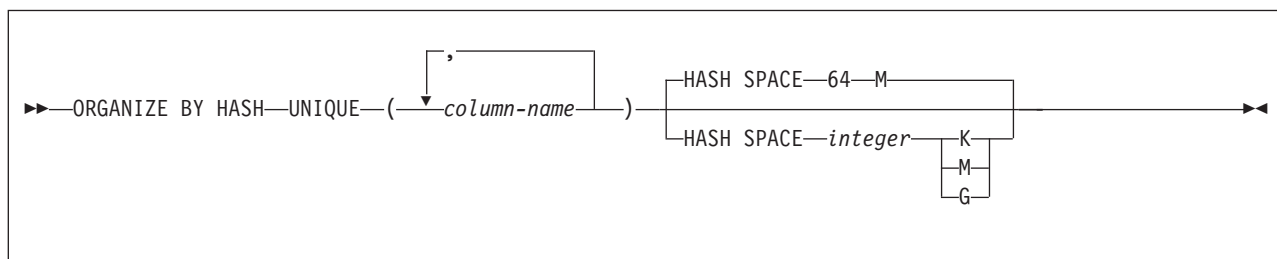 ,
HASH SPACE 64 M
ORGANIZE BY HASH UNIQUE ( column-name )
HASH SPACE integer K
M
G